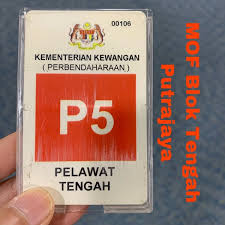 00106
KEMENTERIAN KEWANGAN
( PERBENDAHARAAN )
P5
PELAWAT
TENGAH
MOF Blok Tengah
Putrajaya